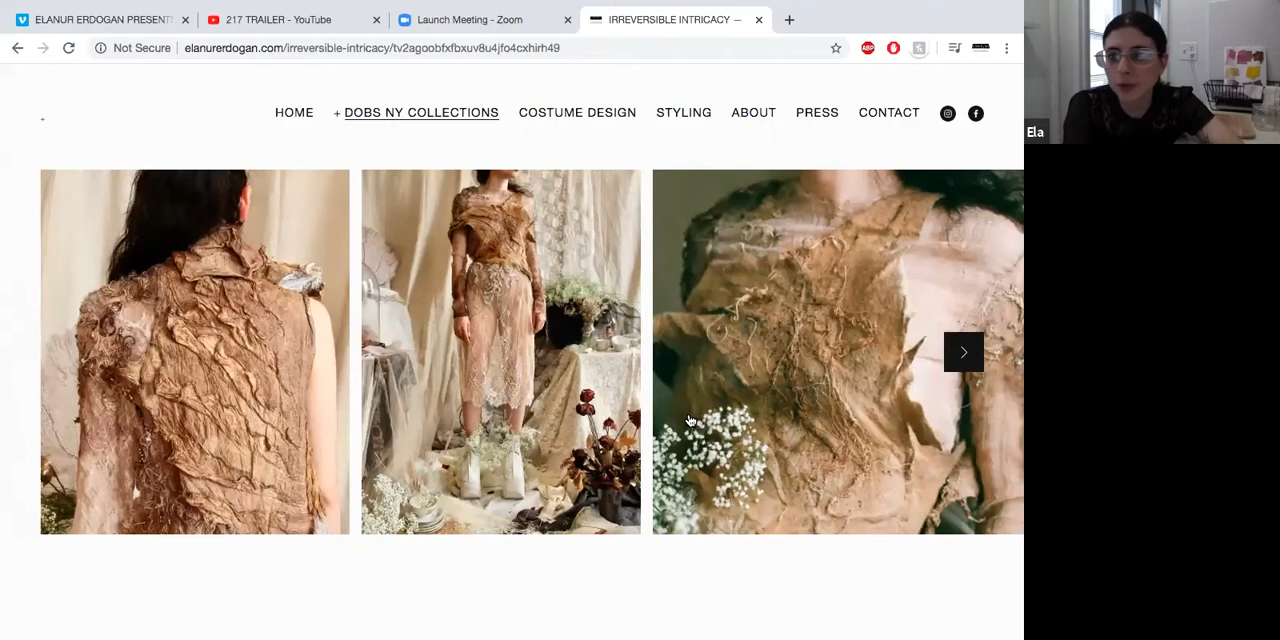 ELANUR ERDOGAN PRESENT
217 TRAILER - YouTube
Launch Meeting - Zoom
IRREVERSIBLE INTRICACY —
Not Secure
elanurerdogan.com/irreversible-intricacy/tv2agoobfxfbxuv8u4jfo4cxhirh49
ABP
HOME + DOBS NY COLLECTIONS COSTUME DESIGN STYLING ABOUT PRESS CONTACT
Ela